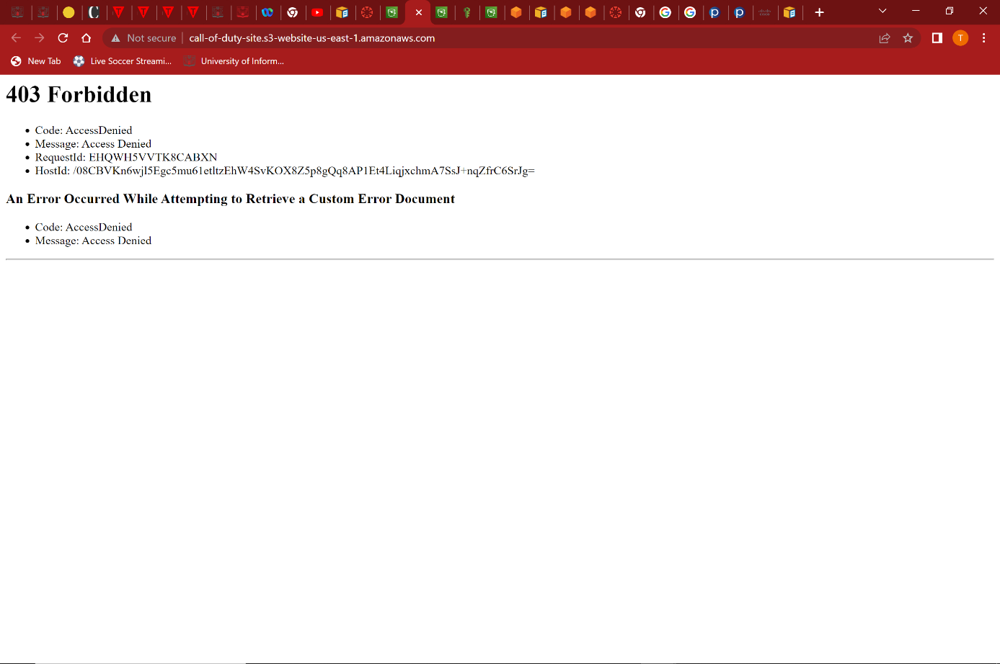 Not secure
call-of-duty-site.s3-website-us-east-1.amazonaws.com
T
New Tab
Live Soccer Streami...
University of Inform...
403 Forbidden
Code: AccessDenied
Message: Access Denied
RequestId: EHQWH5VVTK8CABXN
HostId: /08CBVKn6wjl5Egc5mu61etltzEhW4SvKOX8Z5p8gQq8AP1Et4LiqjxchmA7SsJ+nqZfrC6SrJg=
An Error Occurred While Attempting to Retrieve a Custom Error Document
Code: AccessDenied
Message: Access Denied